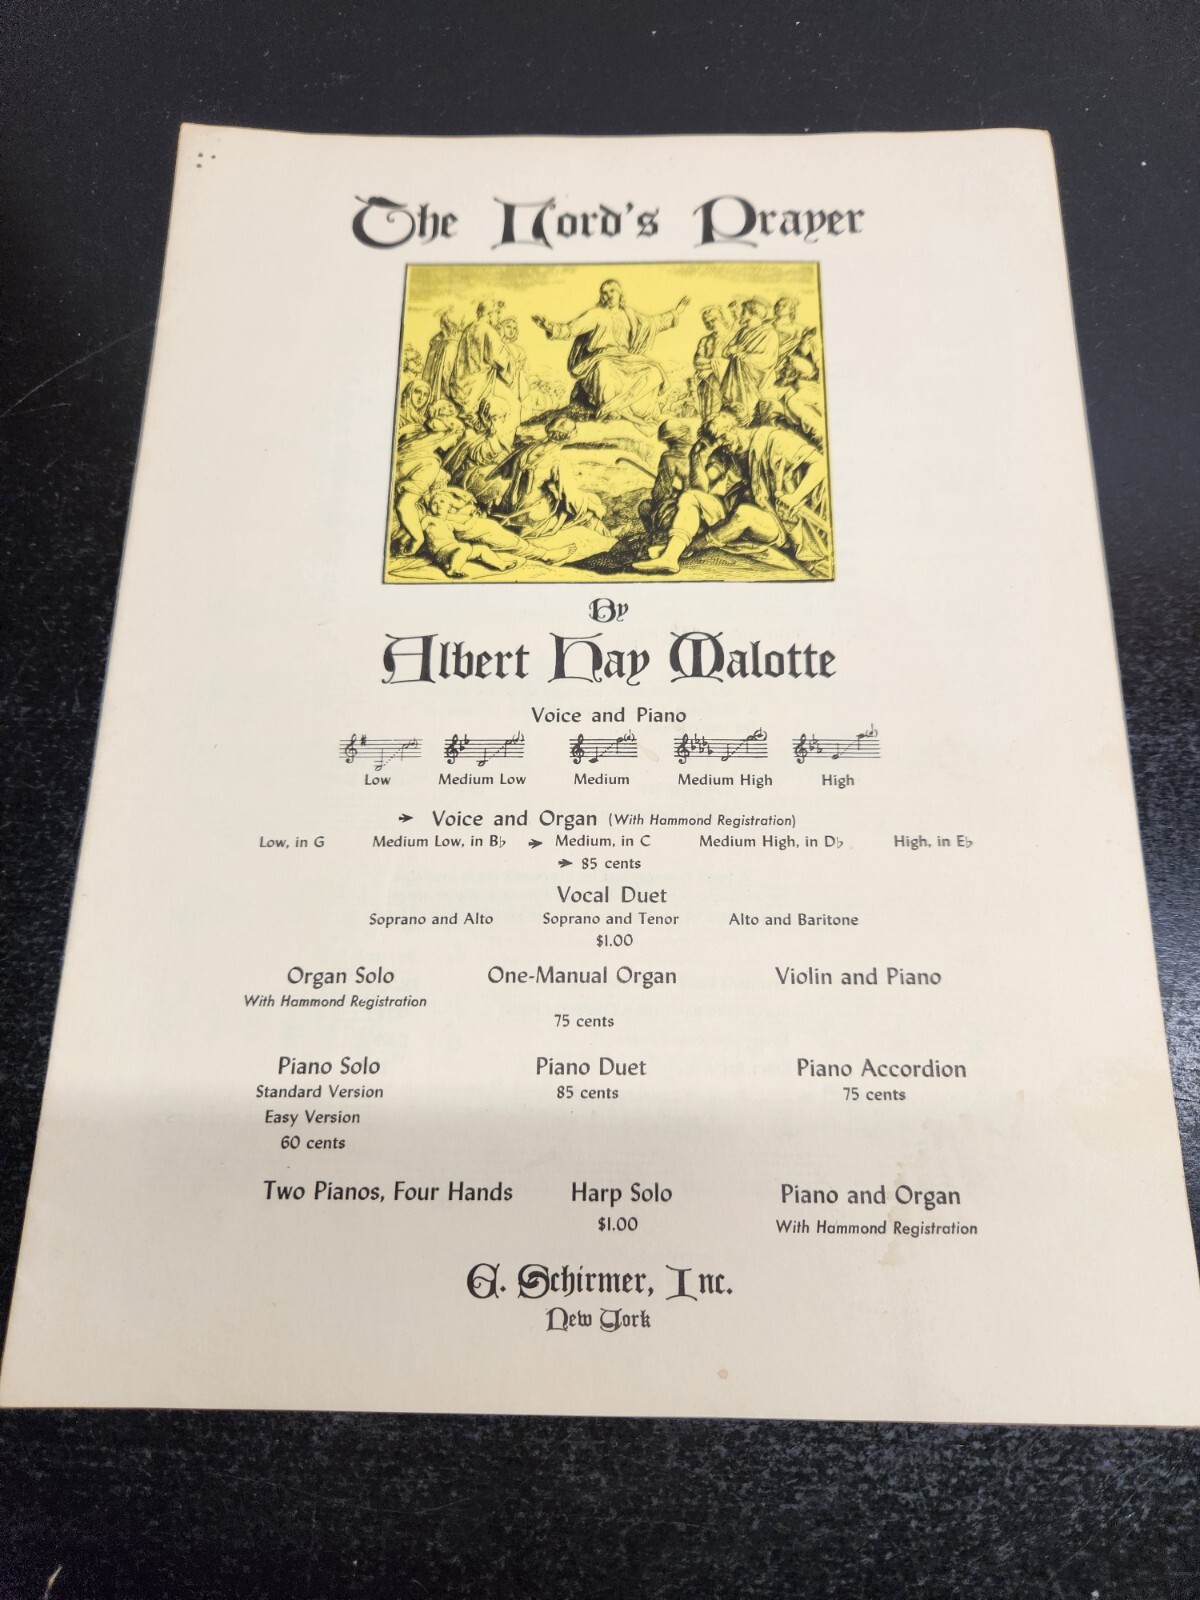 The Lord's Prayer
By
Albert Hay Malotte
Voice and Piano
Low Medium Low Medium Medium High High
➔ Voice and Organ (With Hammond Registration)
Low, in G Medium Low, in B♭ ➔ Medium, in C Medium High, in D♭ High, in E♭
➔ 85 cents
Vocal Duet
Soprano and Alto Soprano and Tenor Alto and Baritone
$1.00
Organ Solo One-Manual Organ Violin and Piano
With Hammond Registration
75 cents
Piano Solo Piano Duet Piano Accordion
Standard Version 85 cents 75 cents
Easy Version
60 cents
Two Pianos, Four Hands Harp Solo Piano and Organ
$1.00 With Hammond Registration
G. Schirmer, Inc.
New York